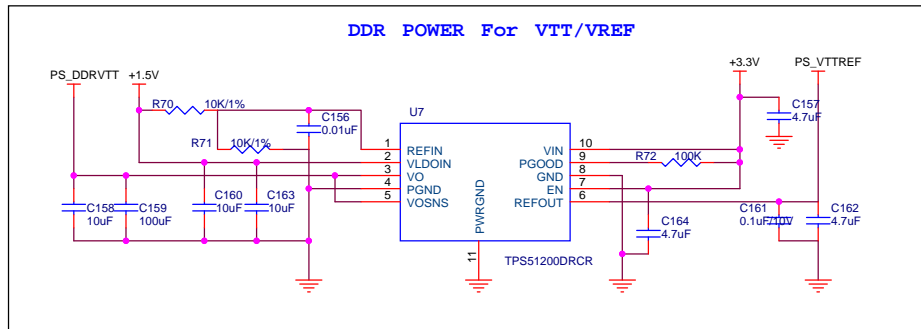 DDR POWER For VTT/VREF
PS_DDRVTT
+1.5V
+3.3V
PS_VTTREF
R70
10K/1%
C156
0.01uF
C157
4.7uF
U7
R71
10K/1%
1
REFIN
2
VLDOIN
3
VO
4
PGND
5
VOSNS
PWRGND
11
VIN
10
PGOOD
9
GND
8
EN
7
REFOUT
6
R72
100K
C158
10uF
C159
100uF
C160
10uF
C163
10uF
C164
4.7uF
C161
0.1uF/10V
C162
4.7uF
TPS51200DRCR